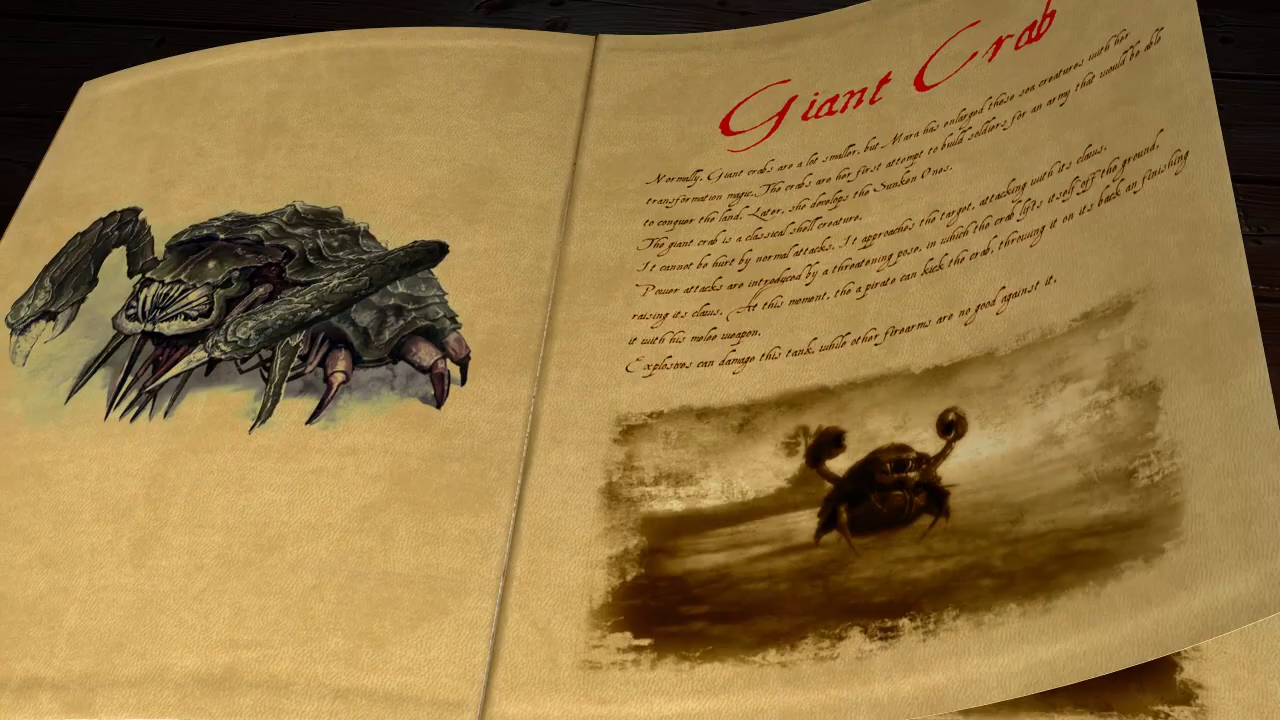 Giant Crab
Normally, Giant crabs are a lot smaller, but Mara has enlarged these sea creatures with her
transformation magic. The crabs are her first attempt to build soldiers for an army that would be able
to conquer the land. Later, she develops the Sunken Ones.
The giant crab is a classical shell creature.
It cannot be hurt by normal attacks. It approaches the target, attacking with its claws.
Power attacks are introduced by a threatening pose, in which the crab lifts itself off the ground,
raising its claws. At this moment, the a pirate can kick the crab, throwing it on its back an finishing
it with his melee weapon.
Explosives can damage this tank, while other firearms are no good against it.